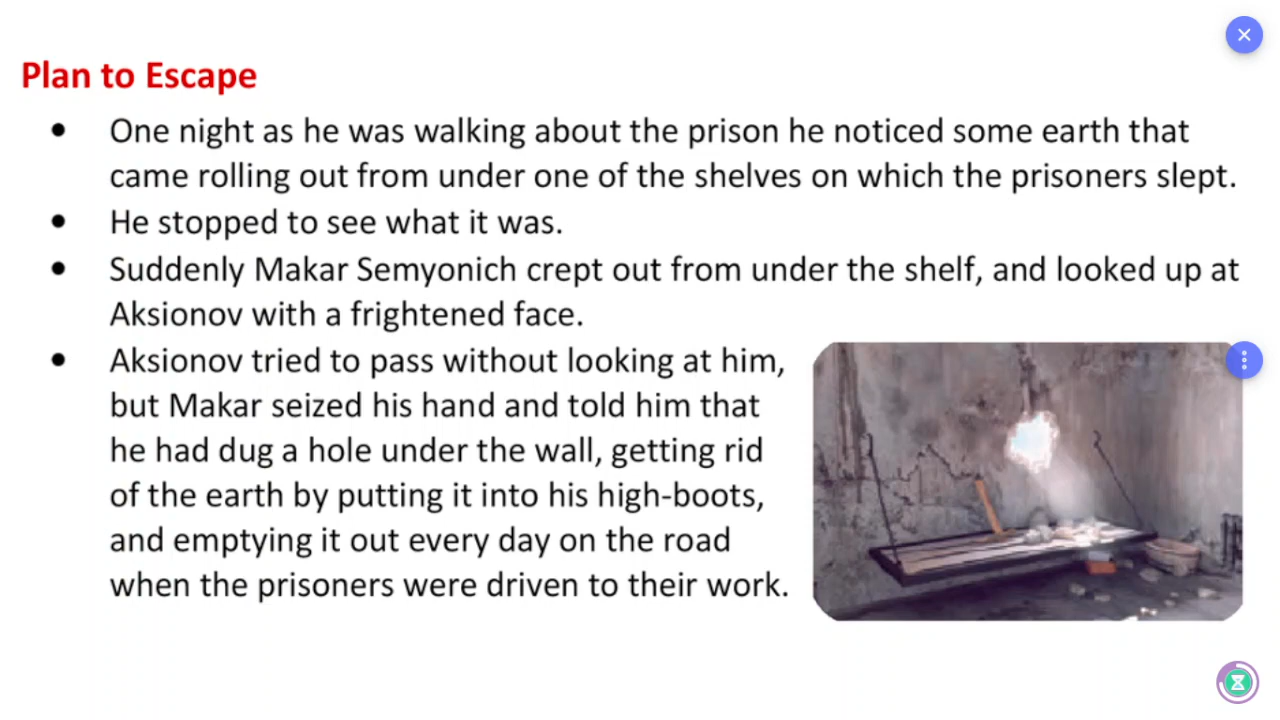 Plan to Escape
• One night as he was walking about the prison he noticed some earth that
came rolling out from under one of the shelves on which the prisoners slept.
• He stopped to see what it was.
• Suddenly Makar Semyonich crept out from under the shelf, and looked up at
Aksionov with a frightened face.
• Aksionov tried to pass without looking at him,
but Makar seized his hand and told him that
he had dug a hole under the wall, getting rid
of the earth by putting it into his high-boots,
and emptying it out every day on the road
when the prisoners were driven to their work.